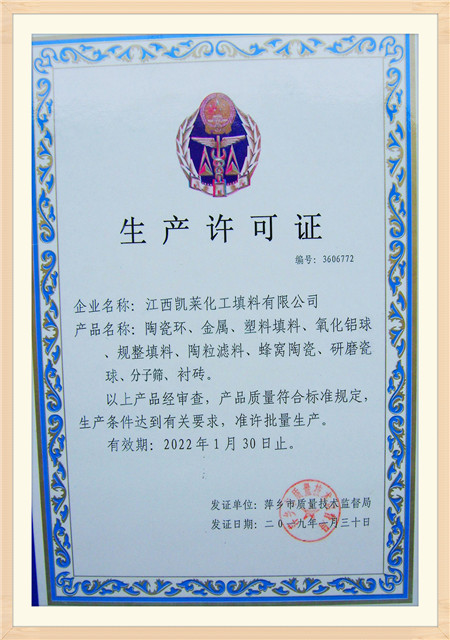 生产许可证
编号：3606772
企业名称：江西凯莱化工填料有限公司
产品名称：陶瓷环、金属、塑料填料、氧化铝球
、规整填料、陶粒滤料、蜂窝陶瓷、研磨瓷
球、分子筛、衬砖。
以上产品经审查，产品质量符合标准规定，
生产条件达到有关要求，准许批量生产。
有效期：2022年1月30日止。
发证单位：萍乡市质量技术监督局
发证日期：二0一九年一月三十日